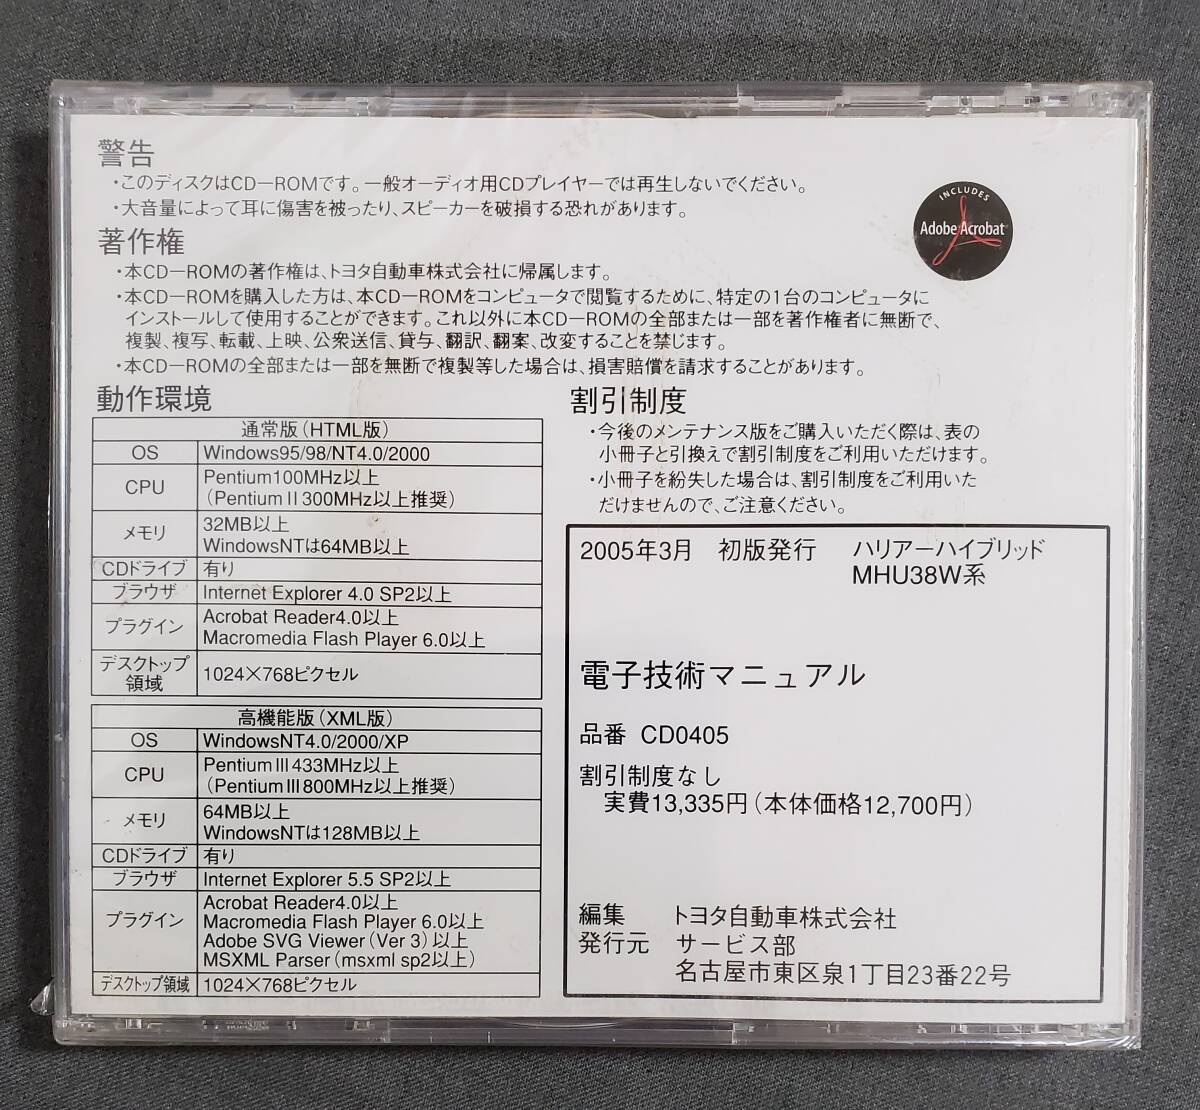 警告
・このディスクはCD－ROMです。一般オーディオ用CDプレイヤーでは再生しないでください。
・大音量によって耳に傷害を被ったり、スピーカーを破損する恐れがあります。
INCLUDES
Adobe Acrobat
著作権
・本CD－ROMの著作権は、トヨタ自動車株式会社に帰属します。
・本CD－ROMを購入した方は、本CD－ROMをコンピュータで閲覧するために、特定の1台のコンピュータに
インストールして使用することができます。これ以外に本CD－ROMの全部または一部を著作権者に無断で、
複製、複写、転載、上映、公衆送信、貸与、翻訳、翻案、改変することを禁じます。
・本CD－ROMの全部または一部を無断で複製等した場合は、損害賠償を請求することがあります。
動作環境
通常版（HTML版）
OS Windows95/98/NT4.0/2000
CPU Pentium100MHz以上
（PentiumⅡ300MHz以上推奨）
メモリ 32MB以上
WindowsNTは64MB以上
CDドライブ 有り
ブラウザ Internet Explorer 4.0 SP2以上
プラグイン Acrobat Reader4.0以上
Macromedia Flash Player 6.0以上
デスクトップ領域 1024×768ピクセル
高機能版（XML版）
OS WindowsNT4.0/2000/XP
CPU PentiumⅢ433MHz以上
（PentiumⅢ800MHz以上推奨）
メモリ 64MB以上
WindowsNTは128MB以上
CDドライブ 有り
ブラウザ Internet Explorer 5.5 SP2以上
プラグイン Acrobat Reader4.0以上
Macromedia Flash Player 6.0以上
Adobe SVG Viewer（Ver 3）以上
MSXML Parser（msxml sp2以上）
デスクトップ領域 1024×768ピクセル
割引制度
・今後のメンテナンス版をご購入いただく際は、表の
小冊子と引換えで割引制度をご利用いただけます。
・小冊子を紛失した場合は、割引制度をご利用いた
だけませんので、ご注意ください。
2005年3月 初版発行 ハリアーハイブリッド
MHU38W系
電子技術マニュアル
品番 CD0405
割引制度なし
実費13,335円（本体価格12,700円）
編集 トヨタ自動車株式会社
発行元 サービス部
名古屋市東区泉1丁目23番22号